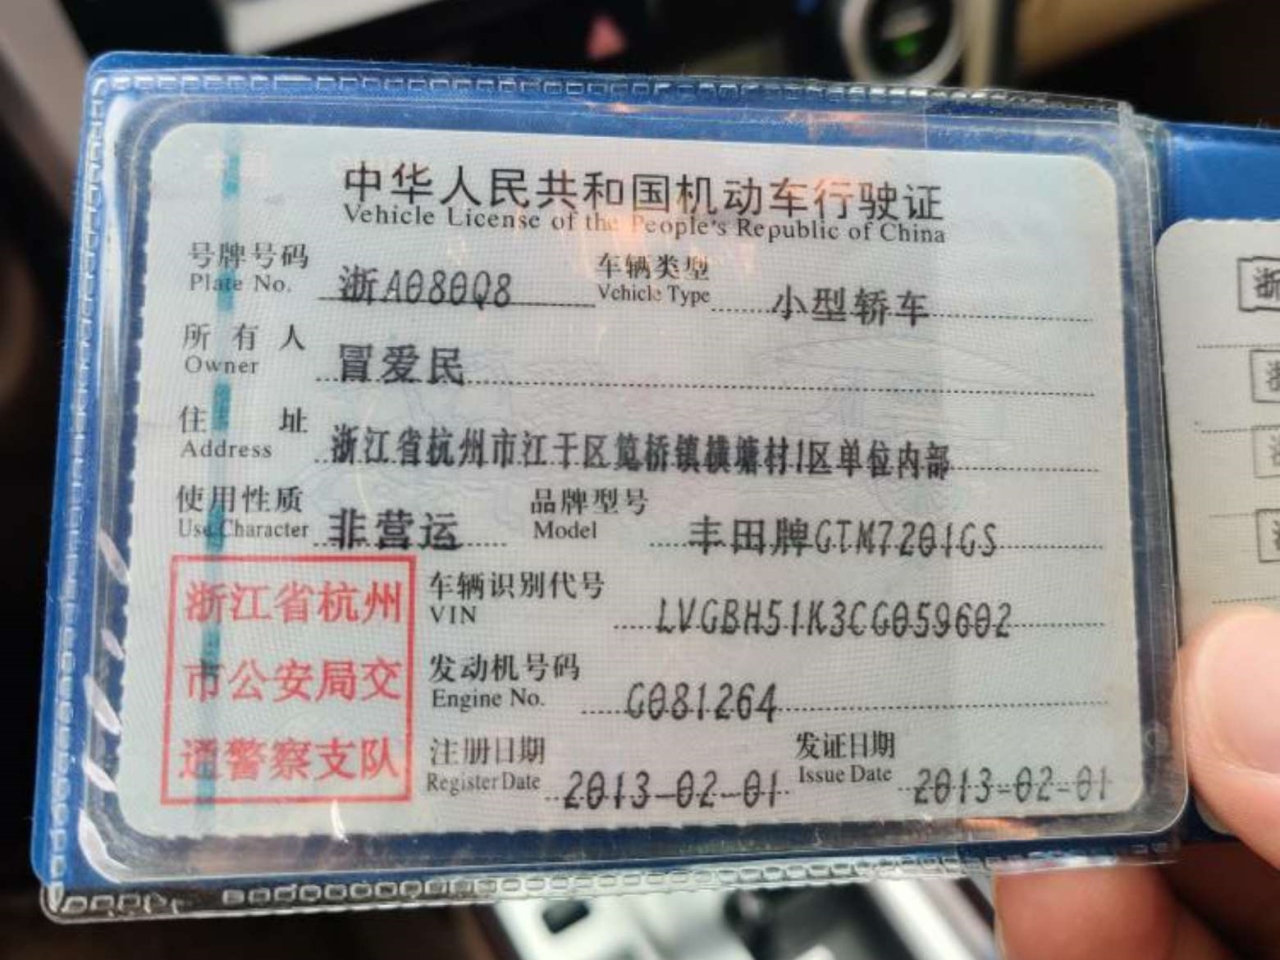 中华人民共和国机动车行驶证
Vehicle License of the People's Republic of China
号牌号码 浙A080Q8 车辆类型 小型轿车
Plate No. Vehicle Type
所有人 冒爱民
Owner
住址 浙江省杭州市江干区笕桥镇横塘村1区单位内部
Address
使用性质 非营运 品牌型号 丰田牌GTM7201GS
Use Character Model
浙江省杭州
市公安局交
通警察支队
车辆识别代号 LVGBH51K3CG059602
VIN
发动机号码 G081264
Engine No.
注册日期 2013-02-01 发证日期 2013-02-01
Register Date Issue Date
浙